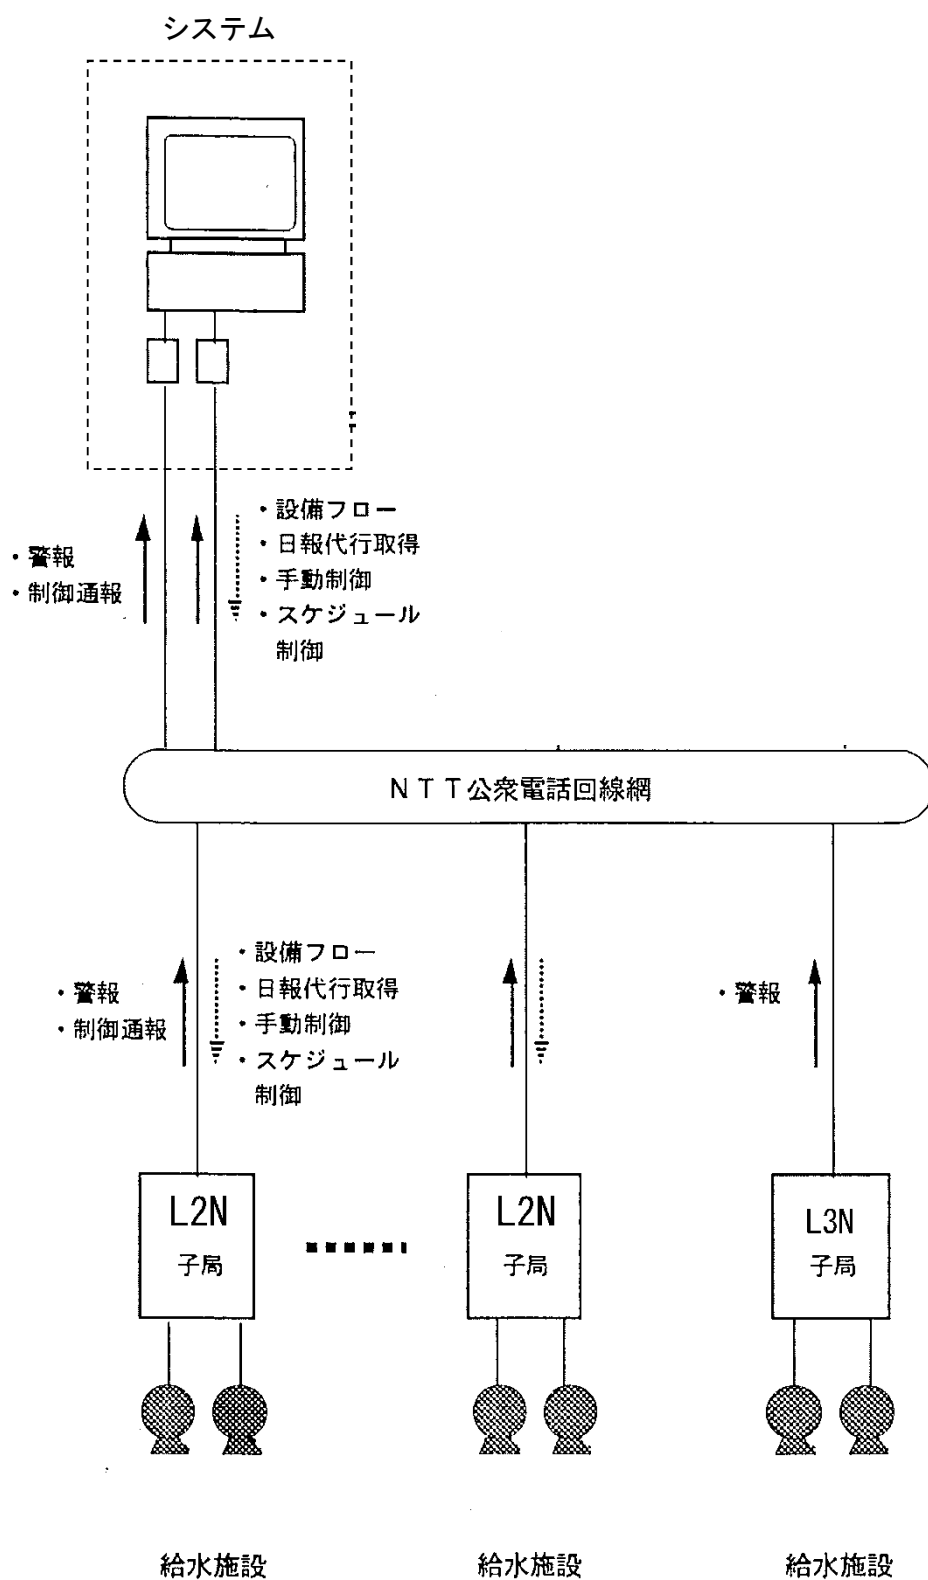 システム
・警報
・制御通報
・設備フロー
・日報代行取得
・手動制御
・スケジュール
制御
ＮＴＴ公衆電話回線網
・警報
・制御通報
・設備フロー
・日報代行取得
・手動制御
・スケジュール
制御
・警報
L2N
子局
L2N
子局
L3N
子局
給水施設
給水施設
給水施設